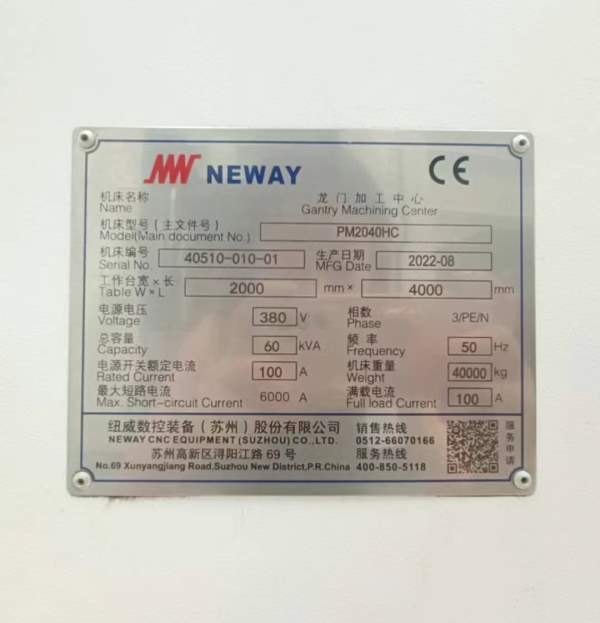 NEWAY CE
机床名称 龙门加工中心
Name Gantry Machining Center
机床型号(主文件号)
Model(Main document No.) PM2040HC
机床编号 生产日期
Serial No. 40510-010-01 MFG Date 2022-08
工作台宽×长
Table W×L 2000 mm× 4000 mm
电源电压 相数
Voltage 380 V Phase 3/PE/N
总容量 频率
Capacity 60 kVA Frequency 50 Hz
电源开关额定电流 机床重量
Rated Current 100 A Weight 40000 kg
最大短路电流 满载电流
Max. Short-circuit Current 6000 A Full load Current 100 A
纽威数控装备(苏州)股份有限公司 销售热线
NEWAY CNC EQUIPMENT (SUZHOU) CO.,LTD. 0512-66070166
苏州高新区浔阳江路69号 服务热线
No.69 Xunyangjiang Road,Suzhou New District,P.R.China 400-850-5118
服务申请